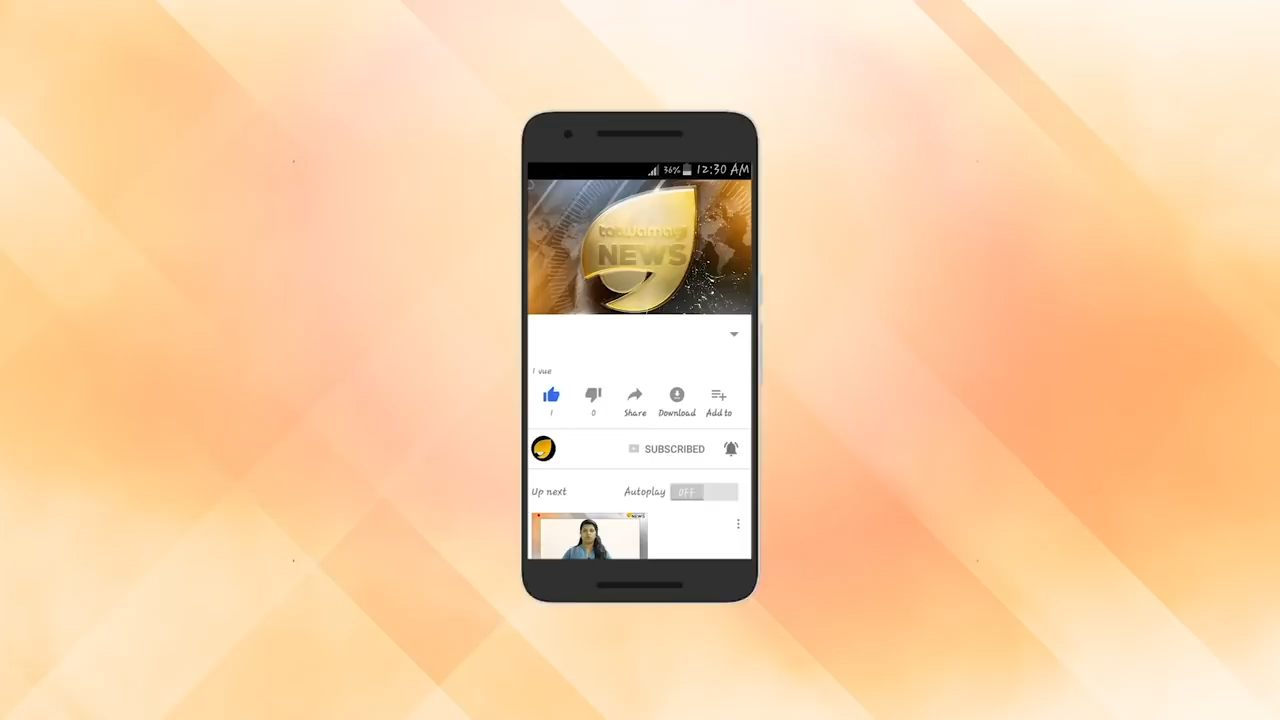 36% 12:30 AM
tatwamayi
NEWS
1 vue
1 0 Share Download Add to
SUBSCRIBED
Up next Autoplay OFF
NEWS